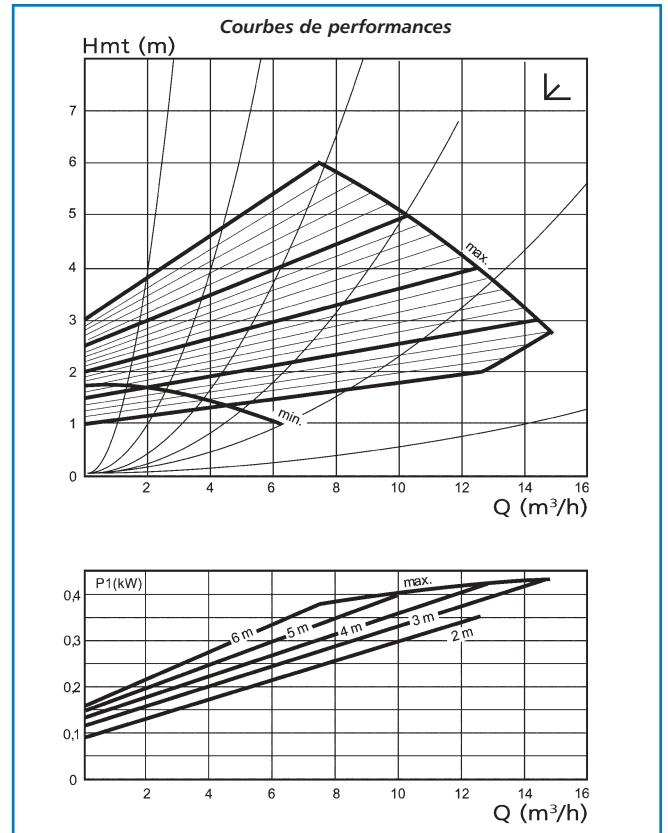 Courbes de performances
Hmt (m)
7
6
5
4
3
2
1
0
max.
min.
2 4 6 8 10 12 14 16
Q (m³/h)
P1(kW)
0,4
0,3
0,2
0,1
0
max.
6 m
5 m
4 m
3 m
2 m
2 4 6 8 10 12 14 16
Q (m³/h)